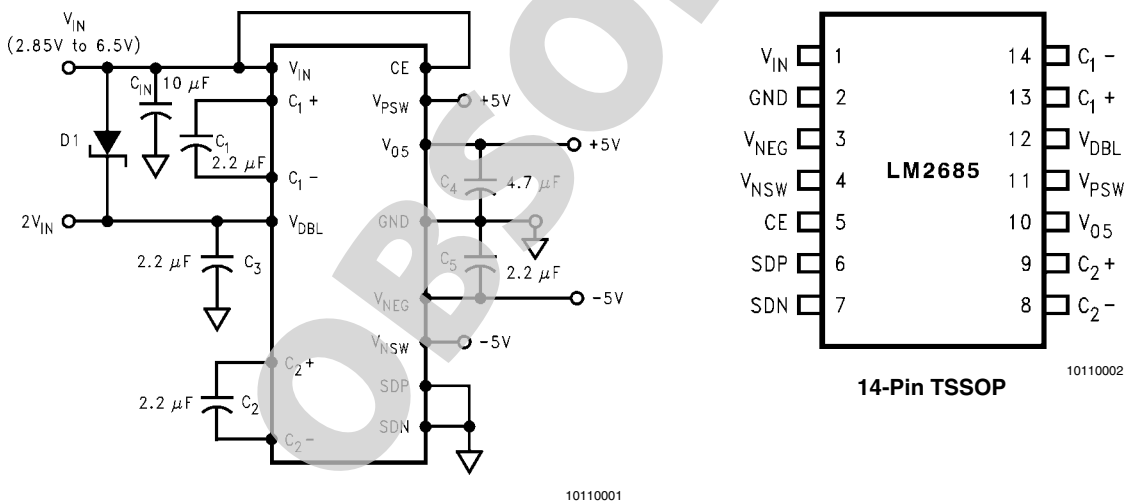 V_IN
(2.85V to 6.5V)
C_IN 10 μF
D1
C_1
2.2 μF
2V_IN
2.2 μF C_3
2.2 μF C_2
V_IN
C_1+
C_1-
V_DBL
C_2+
C_2-
CE
V_PSW
V_05
GND
V_NEG
V_NSW
SDP
SDN
+5V
+5V
C_4 4.7 μF
C_5
2.2 μF
-5V
-5V
10110001
V_IN 1
GND 2
V_NEG 3
V_NSW 4
CE 5
SDP 6
SDN 7
LM2685
14 C_1-
13 C_1+
12 V_DBL
11 V_PSW
10 V_05
9 C_2+
8 C_2-
14-Pin TSSOP
10110002
OBSO